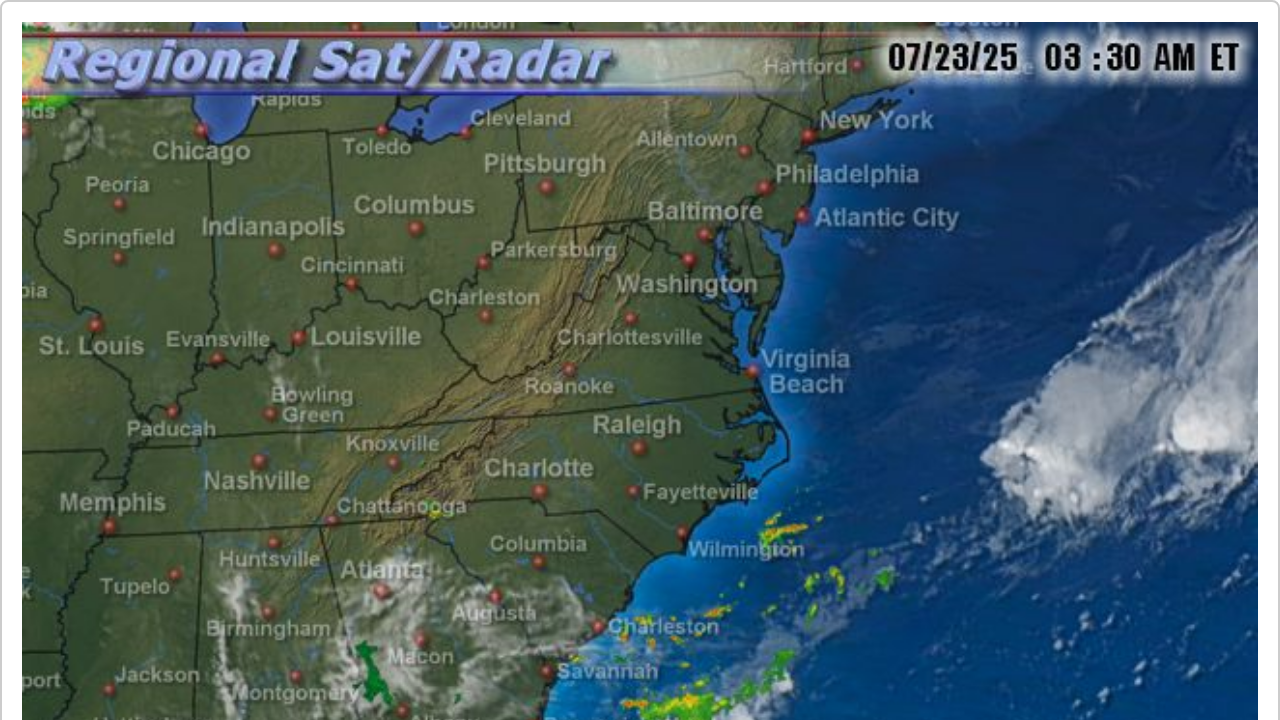 London
Boston
Regional Sat/Radar
07/23/25 03 :30 AM ET
Hartford
Rapids
Cleveland
New York
Chicago
Toledo
Allentown
Pittsburgh
Philadelphia
Peoria
Columbus
Baltimore
Atlantic City
Springfield
Indianapolis
Parkersburg
Cincinnati
Washington
Charleston
St. Louis
Evansville
Louisville
Charlottesville
Virginia
Beach
Roanoke
Bowling
Green
Paducah
Raleigh
Knoxville
Nashville
Charlotte
Fayetteville
Memphis
Chattanooga
Wilmington
Columbia
Huntsville
Atlanta
Tupelo
Augusta
Birmingham
Charleston
Macon
Savannah
Jackson
Montgomery